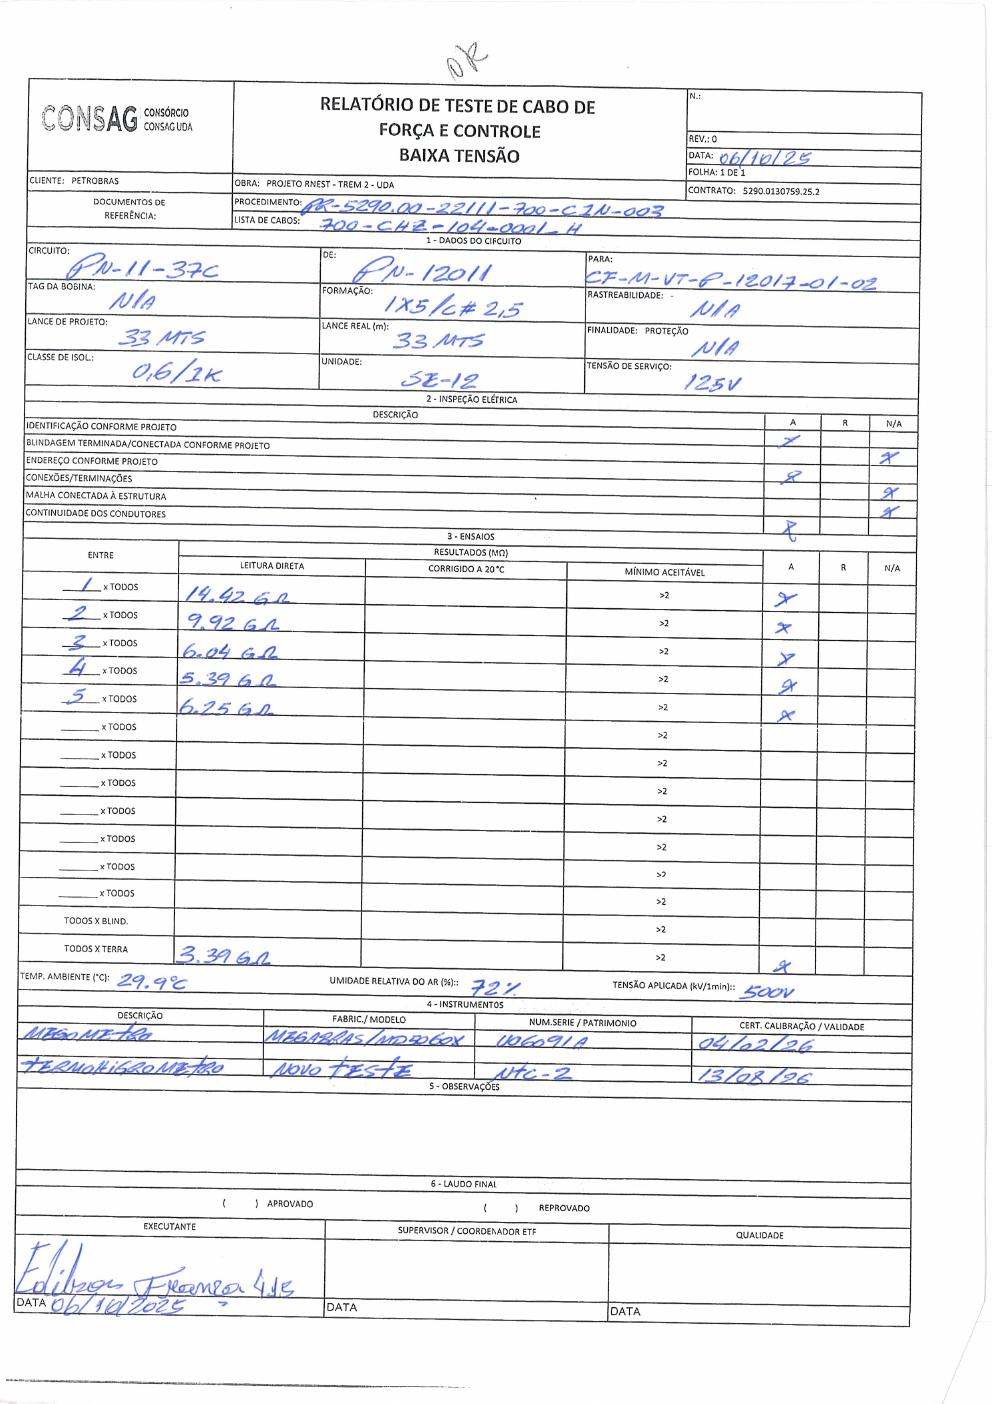 OK
CONSAG CONSÓRCIO CONSAG UDA
RELATÓRIO DE TESTE DE CABO DE
FORÇA E CONTROLE
BAIXA TENSÃO
N.:
REV.: 0
DATA: 06/10/25
FOLHA: 1 DE 1
CLIENTE: PETROBRAS
OBRA: PROJETO RNEST - TREM 2 - UDA
CONTRATO: 5290.0130759.25.2
DOCUMENTOS DE REFERÊNCIA:
PROCEDIMENTO: PR-5290.00-22111-700-CZN-003
LISTA DE CABOS: 700-CHZ-104-0001-H
1 - DADOS DO CIRCUITO
CIRCUITO: PN-11-37C
DE: PN-12011
PARA: CF-M-VT-P-12017-01-02
TAG DA BOBINA: N/A
FORMAÇÃO: 1X5/C# 2,5
RASTREABILIDADE: - N/A
LANCE DE PROJETO: 33 MTS
LANCE REAL (m): 33 MTS
FINALIDADE: PROTEÇÃO N/A
CLASSE DE ISOL.: 0,6/1K
UNIDADE: SE-12
TENSÃO DE SERVIÇO: 125V
2 - INSPEÇÃO ELÉTRICA
DESCRIÇÃO A R N/A
IDENTIFICAÇÃO CONFORME PROJETO X
BLINDAGEM TERMINADA/CONECTADA CONFORME PROJETO X
ENDEREÇO CONFORME PROJETO X
CONEXÕES/TERMINAÇÕES X
MALHA CONECTADA À ESTRUTURA X
CONTINUIDADE DOS CONDUTORES X
3 - ENSAIOS
ENTRE RESULTADOS (MΩ) A R N/A
LEITURA DIRETA CORRIGIDO A 20°C MÍNIMO ACEITÁVEL
1 x TODOS 14.42 GΩ >2 X
2 x TODOS 9.92 GΩ >2 X
3 x TODOS 6.04 GΩ >2 X
4 x TODOS 5.39 GΩ >2 X
5 x TODOS 6.25 GΩ >2 X
______ x TODOS >2
______ x TODOS >2
______ x TODOS >2
______ x TODOS >2
______ x TODOS >2
______ x TODOS >2
______ x TODOS >2
TODOS X BLIND. >2
TODOS X TERRA 3.39 GΩ >2 X
TEMP. AMBIENTE (°C): 29.9°C
UMIDADE RELATIVA DO AR (%):: 72%
TENSÃO APLICADA (kV/1min):: 500V
4 - INSTRUMENTOS
DESCRIÇÃO FABRIC./ MODELO NUM.SERIE / PATRIMONIO CERT. CALIBRAÇÃO / VALIDADE
MEGOMETRO MEGABRAS/MD5060X UO6091A 04/02/26
TERMOHIGROMETRO NOVO TESTE NTC-2 13/08/26
5 - OBSERVAÇÕES
6 - LAUDO FINAL
( ) APROVADO ( ) REPROVADO
EXECUTANTE SUPERVISOR / COORDENADOR ETF QUALIDADE
Edilson Franza 415
DATA 06/10/2025 DATA DATA